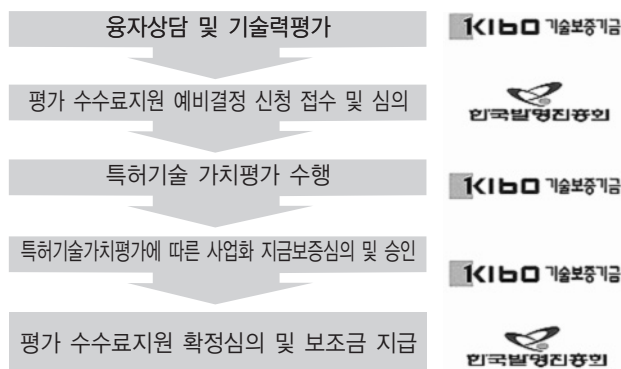 융자상담 및 기술력평가
KIBO 기술보증기금
평가 수수료지원 예비결정 신청 접수 및 심의
한국발명진흥회
특허기술 가치평가 수행
KIBO 기술보증기금
특허기술가치평가에 따른 사업화 지금보증심의 및 승인
KIBO 기술보증기금
평가 수수료지원 확정심의 및 보조금 지급
한국발명진흥회